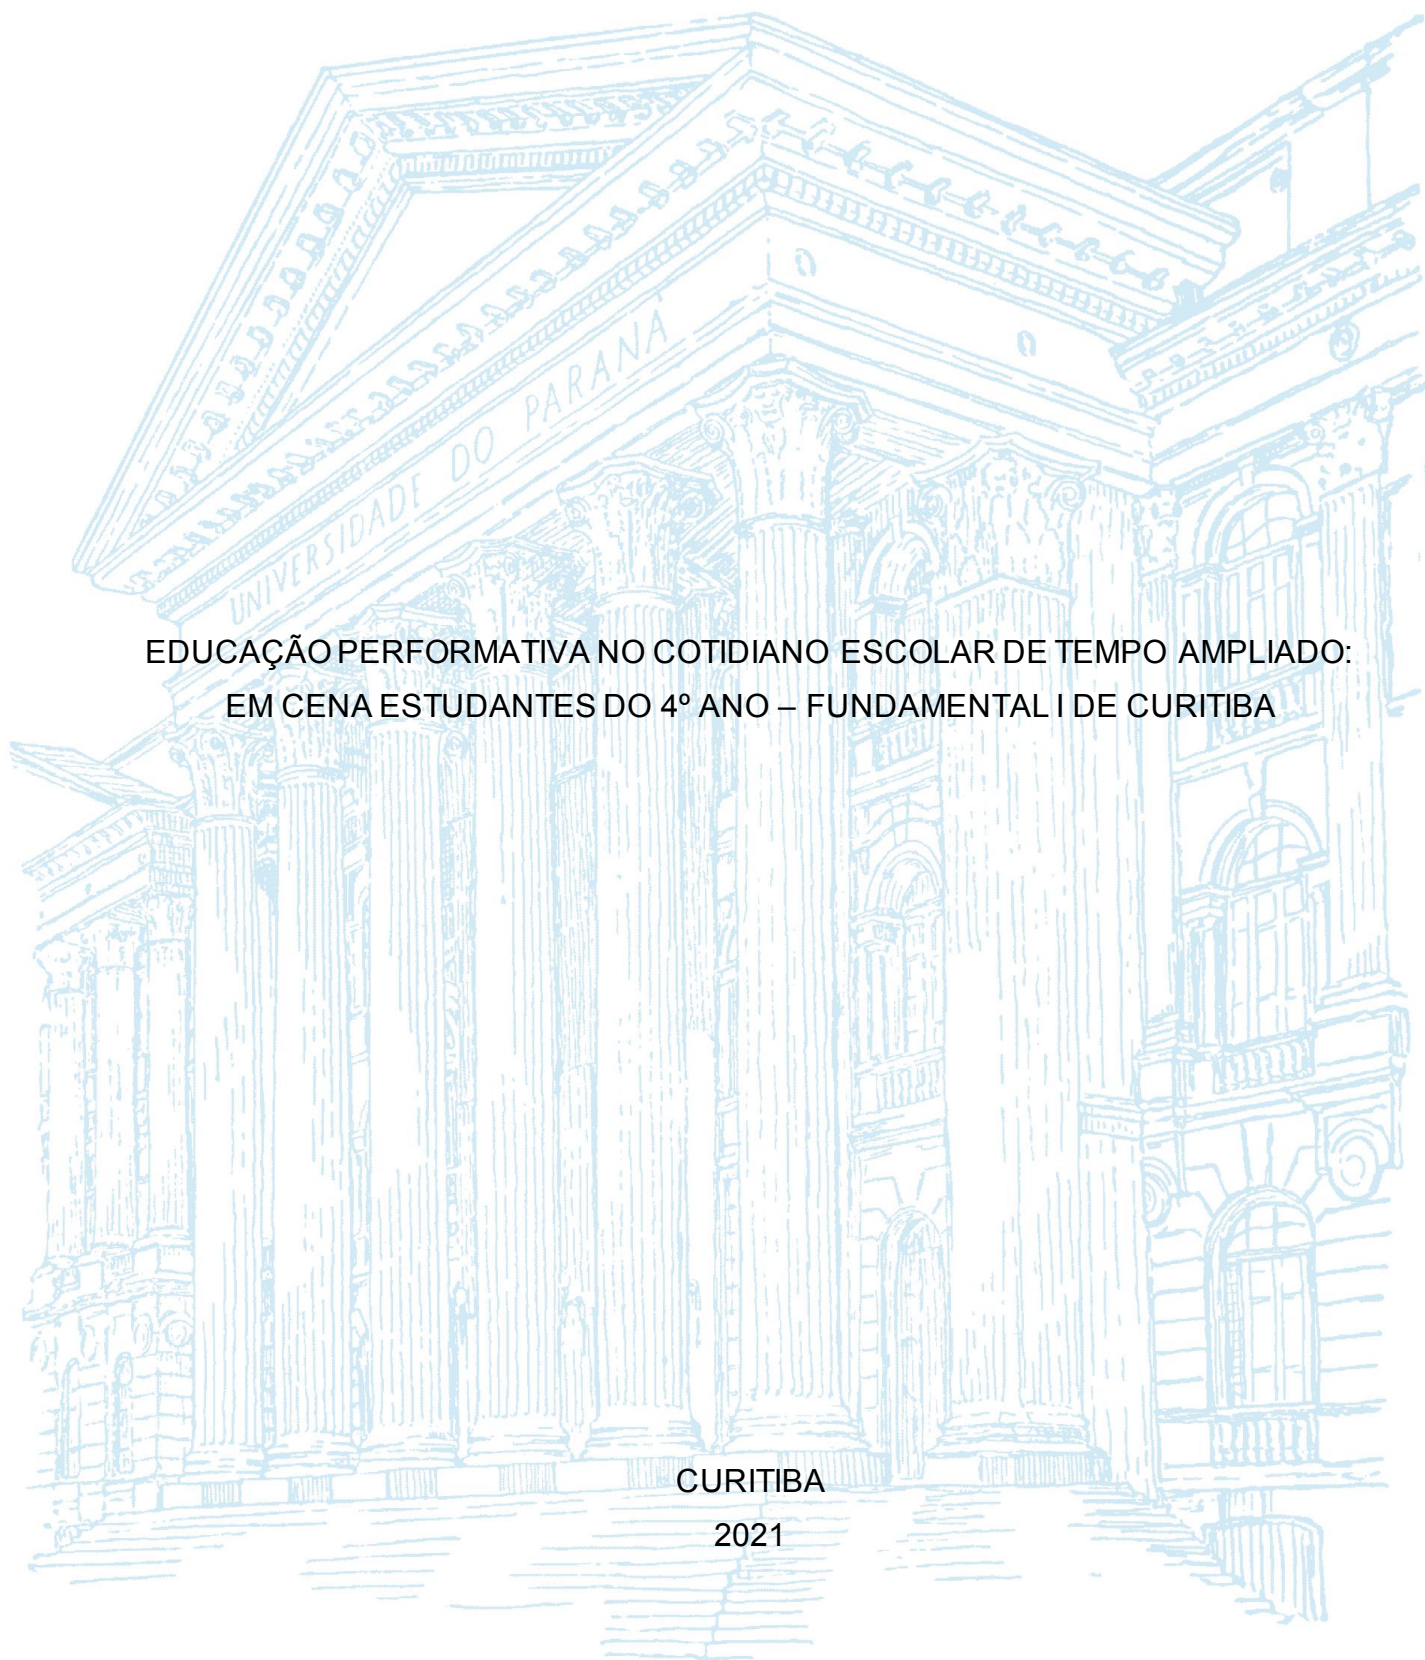 UNIVERSIDADE DO PARANÁ
EDUCAÇÃO PERFORMATIVA NO COTIDIANO ESCOLAR DE TEMPO AMPLIADO:
EM CENA ESTUDANTES DO 4º ANO – FUNDAMENTAL I DE CURITIBA
CURITIBA
2021